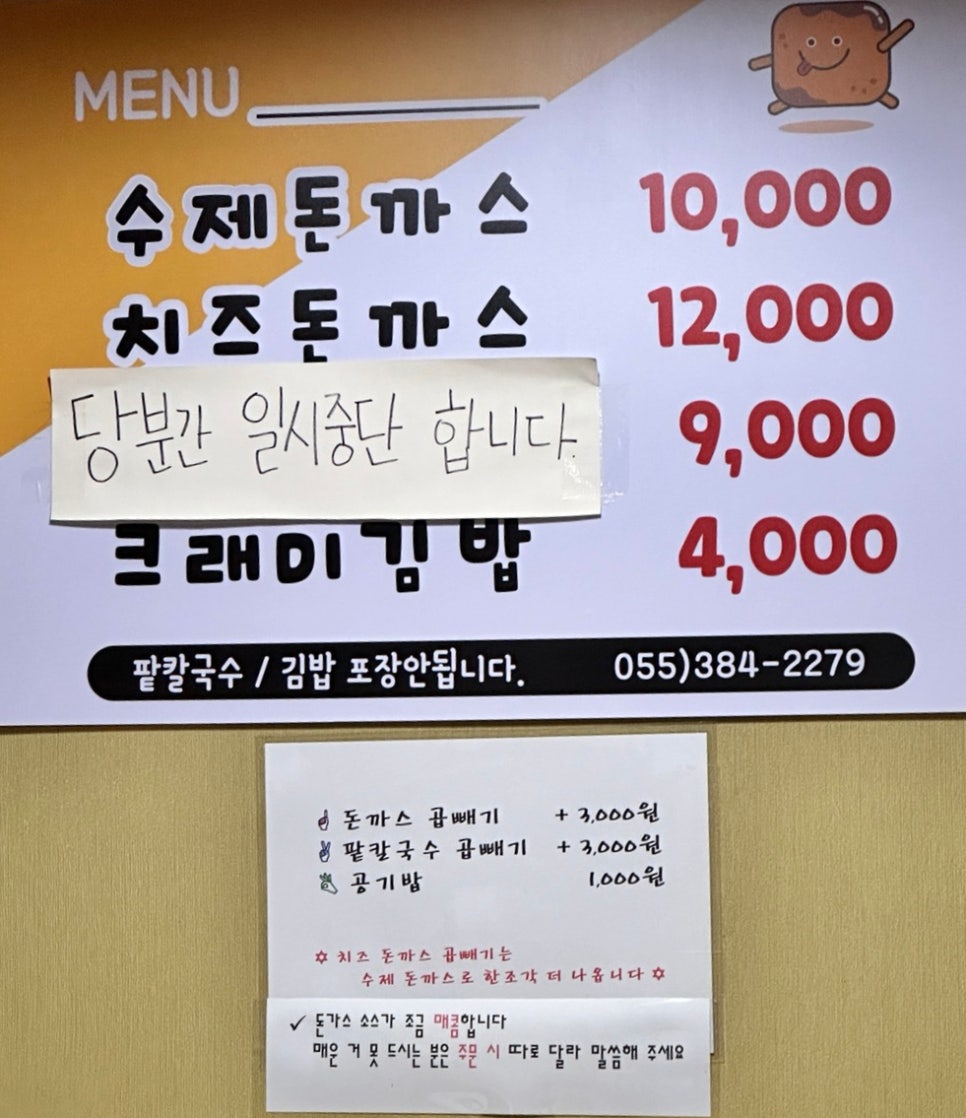 MENU
수제돈까스 10,000
치즈돈까스 12,000
당분간 일시중단 합니다. 9,000
크래미김밥 4,000
팥칼국수 / 김밥 포장안됩니다. 055)384-2279
돈까스 곱빼기 + 3,000원
팥칼국수 곱빼기 + 3,000원
공기밥 1,000원
✡ 치즈 돈까스 곱빼기는
수제 돈까스로 한조각 더 나옵니다 ✡
✓ 돈가스 소스가 조금 매콤합니다
매운 거 못 드시는 분은 주문 시 따로 달라 말씀해 주세요